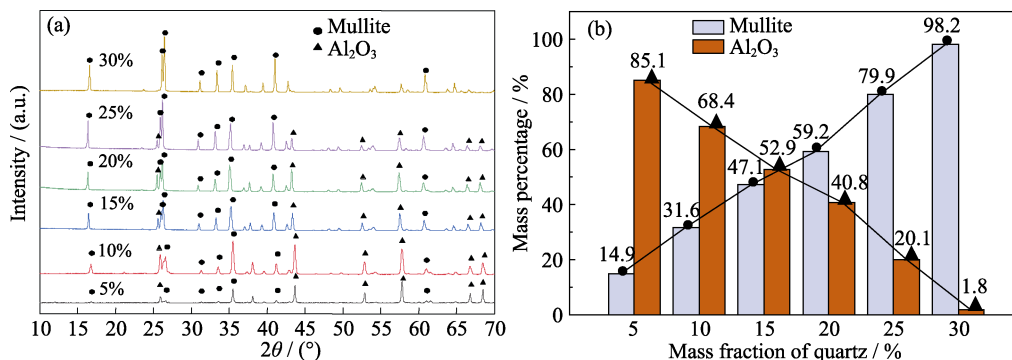 (a)
● Mullite
▲ Al₂O₃
30%
25%
20%
15%
10%
5%
Intensity / (a.u.)
10 15 20 25 30 35 40 45 50 55 60 65 70
2θ / (°)
(b)
Mullite
Al₂O₃
98.2
85.1
79.9
68.4
59.2
52.9
47.1
40.8
31.6
20.1
14.9
1.8
100
80
60
40
20
0
Mass percentage / %
5 10 15 20 25 30
Mass fraction of quartz / %